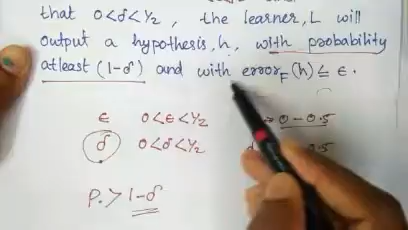 that 0<δ<1/2, the learner, L will
output a hypothesis, h, with probability
atleast (1-δ) and with error_F(h) ≤ ε.
ε 0<ε<1/2 0-0.5
δ 0<δ<1/2 .5
P. > 1-δ